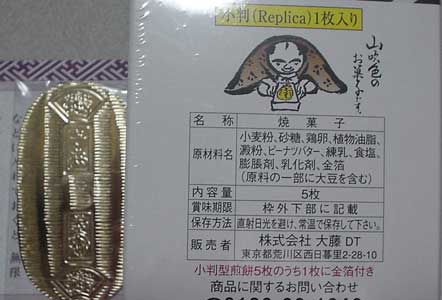 小判(Replica)1枚入り
山吹色の
お菓子です。
名称 焼菓子
原材料名 小麦粉、砂糖、鶏卵、植物油脂、
澱粉、ピーナツバター、練乳、食塩、
膨脹剤、乳化剤、金箔
(原料の一部に大豆を含む)
内容量 5枚
賞味期限 枠外下部に記載
保存方法 直射日光を避け、常温で保存して下さい。
販売者 株式会社 大藤 DT
東京都荒川区西日暮里2-28-10
小判型煎餅5枚のうち1枚に金箔付き
商品に関するお問い合わせ